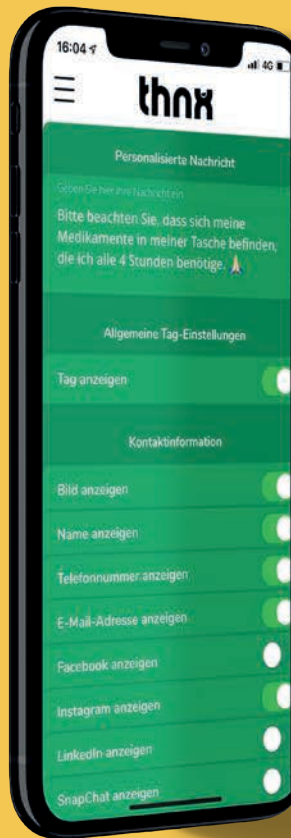 16:04
4G
thnx
Personalisierte Nachricht
Geben Sie hier ihre Nachricht ein
Bitte beachten Sie, dass sich meine
Medikamente in meiner Tasche befinden,
die ich alle 4 Stunden benötige. 🙏
Allgemeine Tag-Einstellungen
Tag anzeigen
Kontaktinformation
Bild anzeigen
Name anzeigen
Telefonnummer anzeigen
E-Mail-Adresse anzeigen
Facebook anzeigen
Instagram anzeigen
LinkedIn anzeigen
SnapChat anzeigen